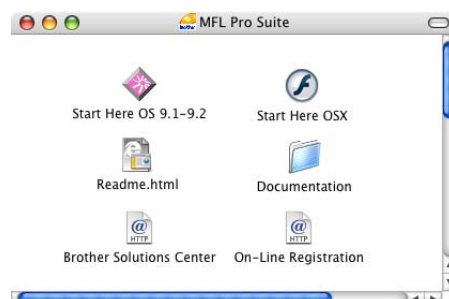 MFL Pro Suite
Start Here OS 9.1-9.2
Start Here OSX
Readme.html
Documentation
@
HTTP
@
HTTP
Brother Solutions Center
On-Line Registration